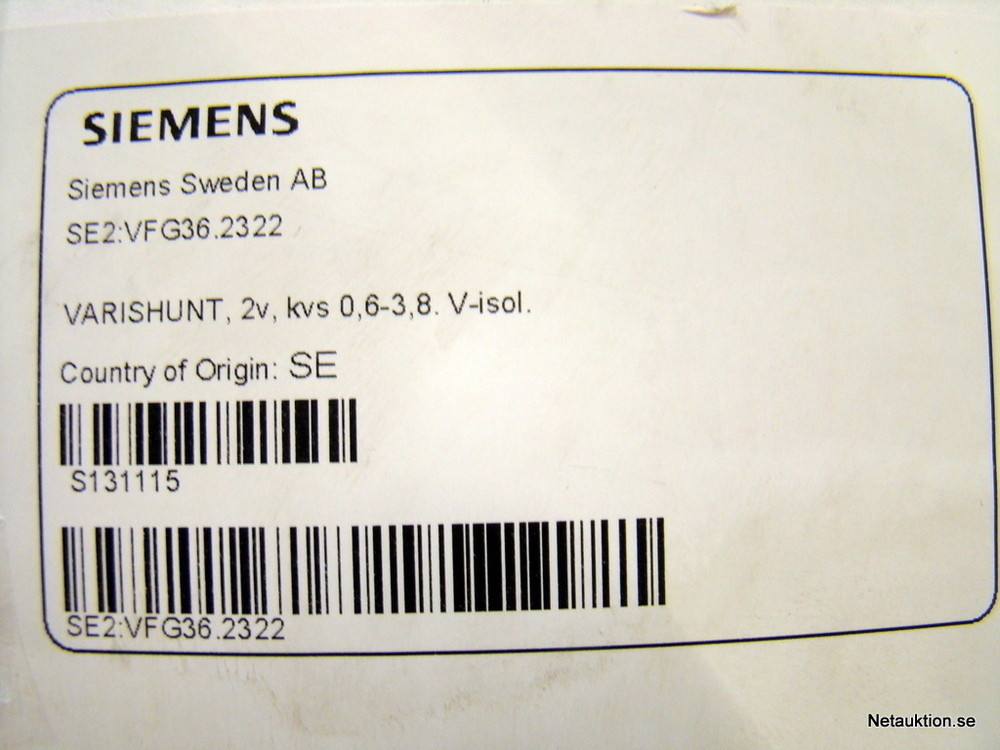 SIEMENS
Siemens Sweden AB
SE2:VFG36.2322
VARISHUNT, 2v, kvs 0,6-3,8. V-isol.
Country of Origin: SE
S131115
SE2:VFG36.2322
Netauktion.se